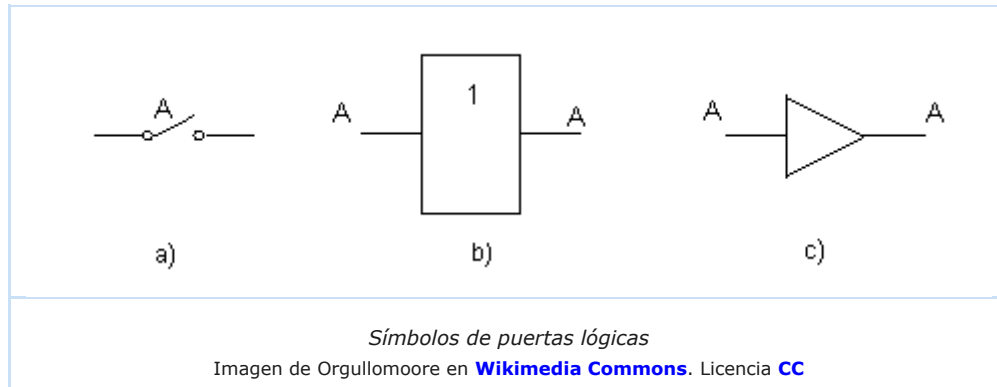 A
A
1
A
A
A
a)
b)
c)
Símbolos de puertas lógicas
Imagen de Orgullomoore en Wikimedia Commons. Licencia CC